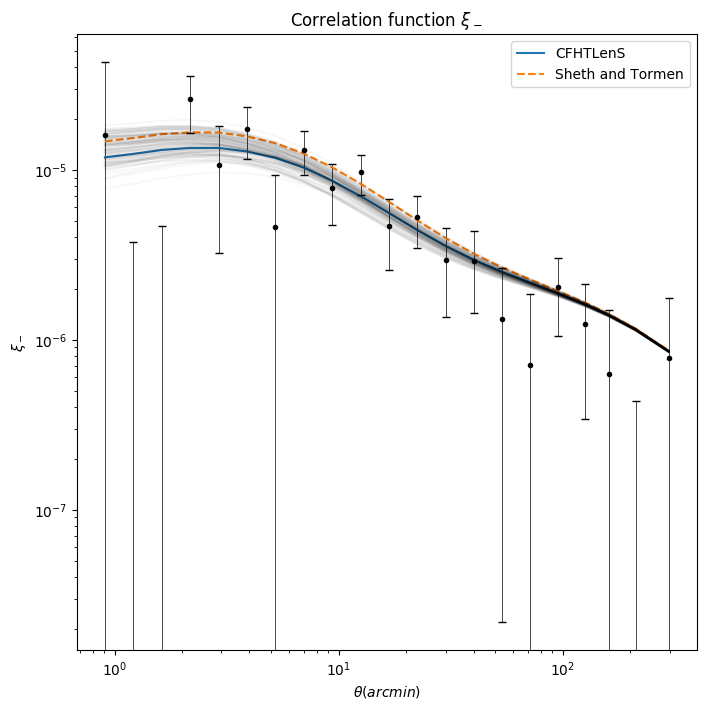 Correlation function ξ₋
CFHTLenS
Sheth and Tormen
10⁻⁵
10⁻⁶
10⁻⁷
ξ₋
10⁰
10¹
10²
θ(arcmin)